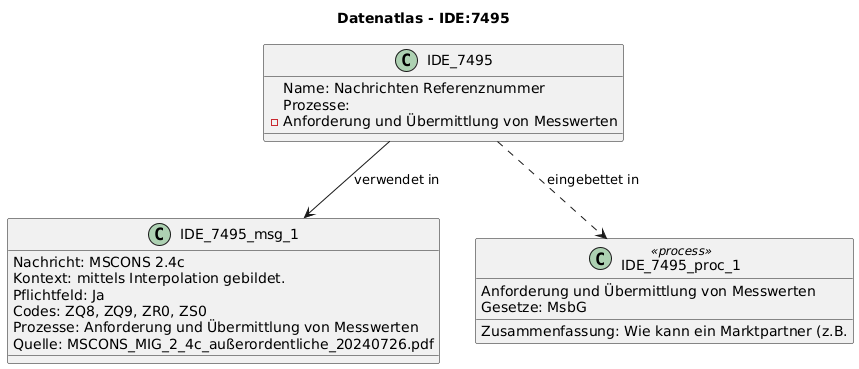 Datenatlas - IDE:7495
C IDE_7495
Name: Nachrichten Referenznummer
Prozesse:
Anforderung und Übermittlung von Messwerten
verwendet in
eingebettet in
C IDE_7495_msg_1
Nachricht: MSCONS 2.4c
Kontext: mittels Interpolation gebildet.
Pflichtfeld: Ja
Codes: ZQ8, ZQ9, ZR0, ZS0
Prozesse: Anforderung und Übermittlung von Messwerten
Quelle: MSCONS_MIG_2_4c_außerordentliche_20240726.pdf
«process»
C IDE_7495_proc_1
Anforderung und Übermittlung von Messwerten
Gesetze: MsbG
Zusammenfassung: Wie kann ein Marktpartner (z.B.